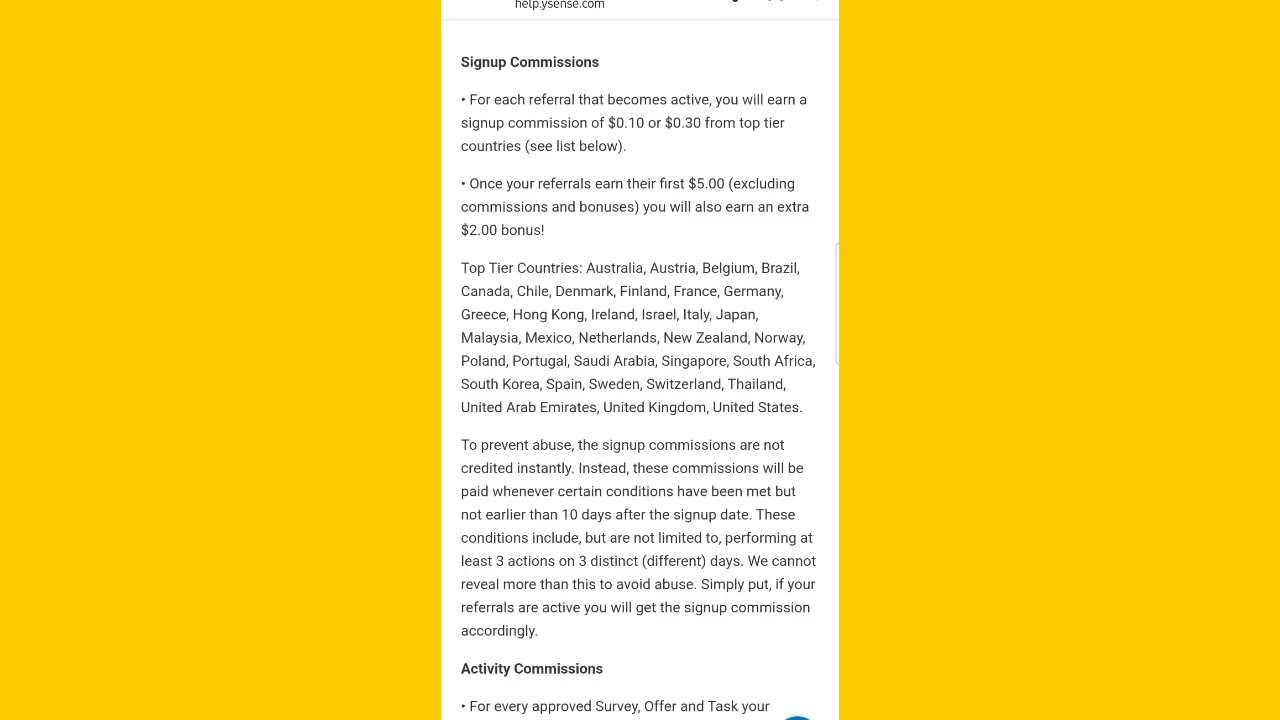 help.ysense.com
Signup Commissions
• For each referral that becomes active, you will earn a
signup commission of $0.10 or $0.30 from top tier
countries (see list below).
• Once your referrals earn their first $5.00 (excluding
commissions and bonuses) you will also earn an extra
$2.00 bonus!
Top Tier Countries: Australia, Austria, Belgium, Brazil,
Canada, Chile, Denmark, Finland, France, Germany,
Greece, Hong Kong, Ireland, Israel, Italy, Japan,
Malaysia, Mexico, Netherlands, New Zealand, Norway,
Poland, Portugal, Saudi Arabia, Singapore, South Africa,
South Korea, Spain, Sweden, Switzerland, Thailand,
United Arab Emirates, United Kingdom, United States.
To prevent abuse, the signup commissions are not
credited instantly. Instead, these commissions will be
paid whenever certain conditions have been met but
not earlier than 10 days after the signup date. These
conditions include, but are not limited to, performing at
least 3 actions on 3 distinct (different) days. We cannot
reveal more than this to avoid abuse. Simply put, if your
referrals are active you will get the signup commission
accordingly.
Activity Commissions
• For every approved Survey, Offer and Task your